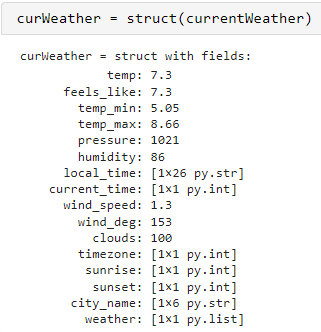 curWeather = struct(currentWeather)
curWeather = struct with fields:
temp: 7.3
feels_like: 7.3
temp_min: 5.05
temp_max: 8.66
pressure: 1021
humidity: 86
local_time: [1×26 py.str]
current_time: [1×1 py.int]
wind_speed: 1.3
wind_deg: 153
clouds: 100
timezone: [1×1 py.int]
sunrise: [1×1 py.int]
sunset: [1×1 py.int]
city_name: [1×6 py.str]
weather: [1×1 py.list]